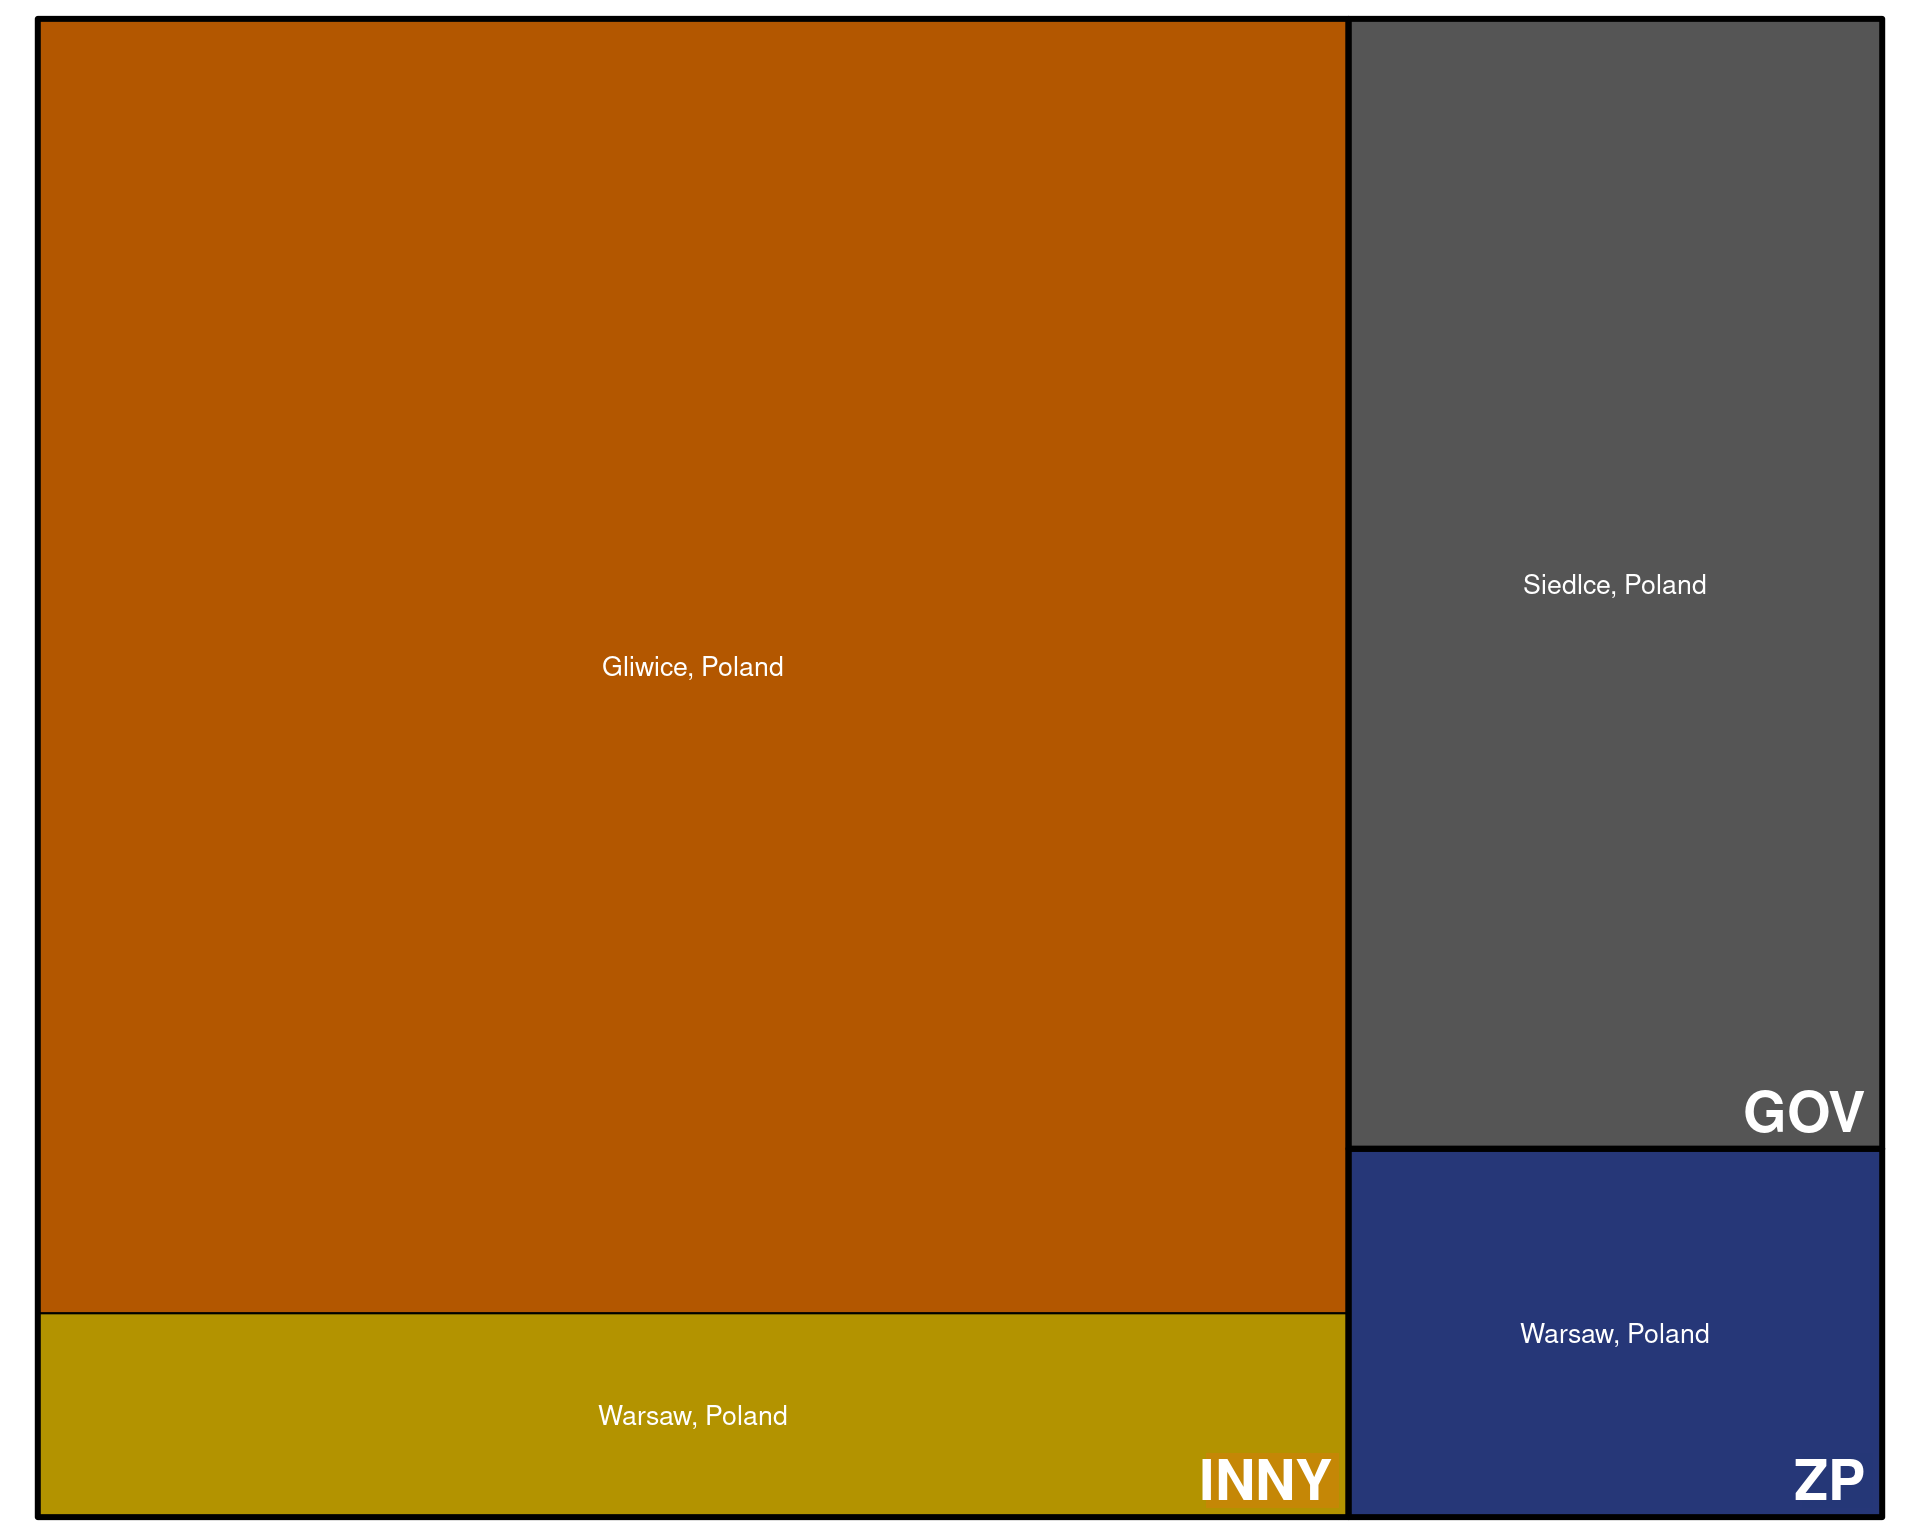 Gliwice, Poland
Warsaw, Poland
INNY
Siedlce, Poland
GOV
Warsaw, Poland
ZP